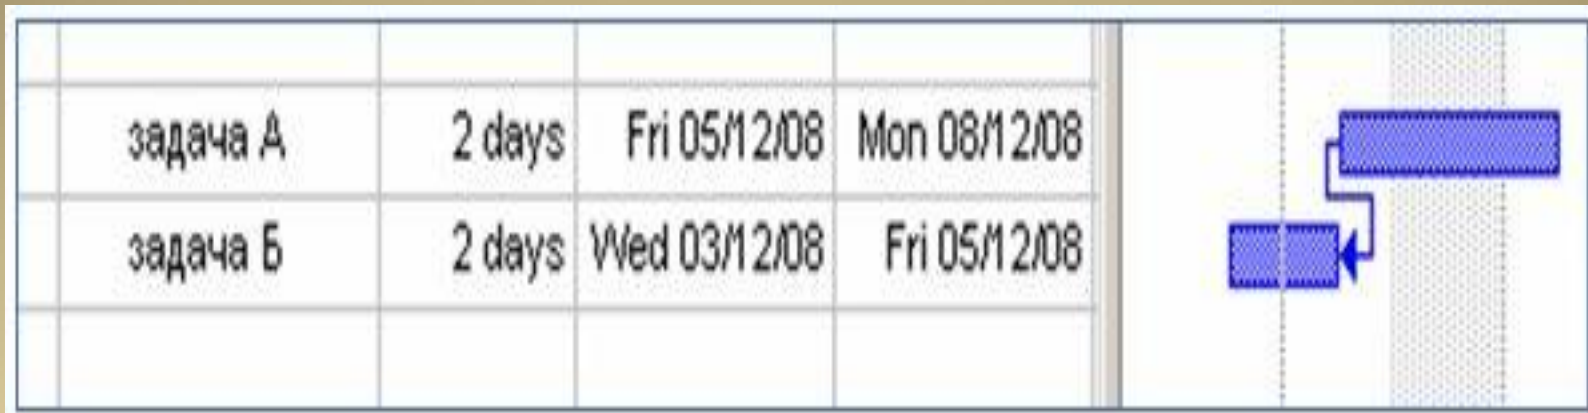 задача А 2 days Fri 05/12/08 Mon 08/12/08
задача Б 2 days Wed 03/12/08 Fri 05/12/08